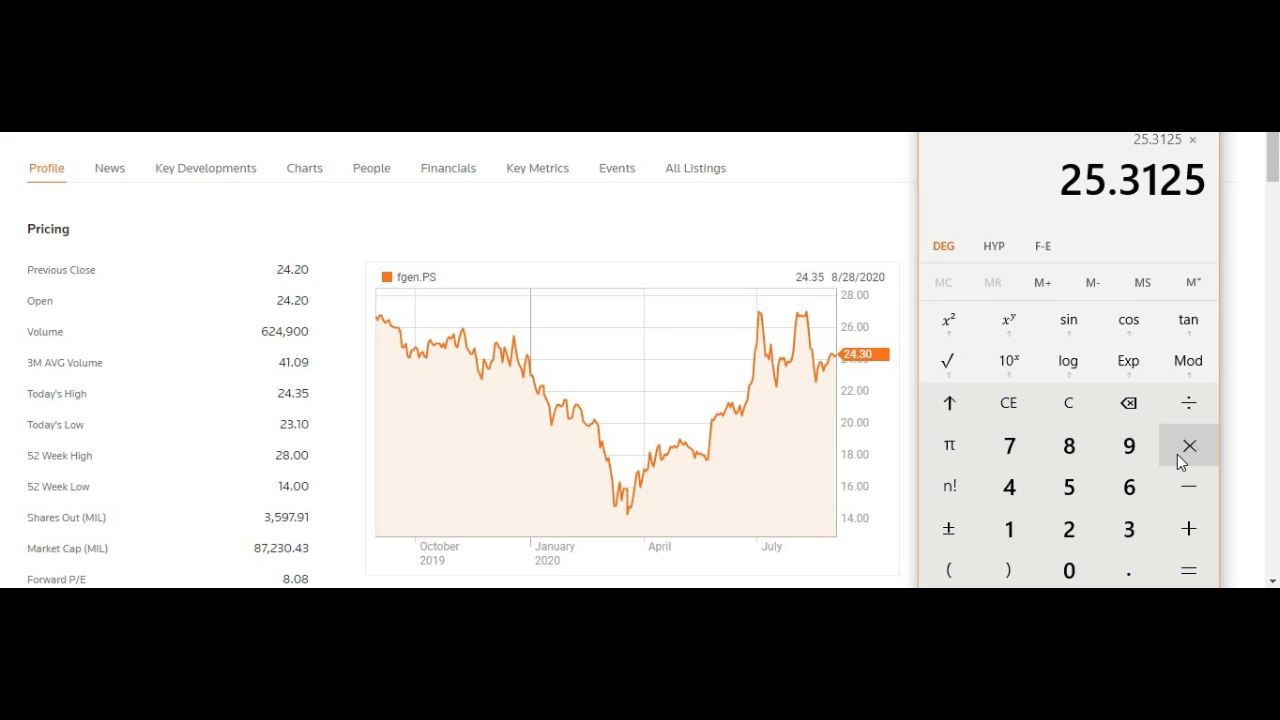 25.3125 ×
25.3125
Profile News Key Developments Charts People Financials Key Metrics Events All Listings
Pricing
Previous Close 24.20
Open 24.20
Volume 624,900
3M AVG Volume 41.09
Today's High 24.35
Today's Low 23.10
52 Week High 28.00
52 Week Low 14.00
Shares Out (MIL) 3,597.91
Market Cap (MIL) 87,230.43
Forward P/E 8.08
fgen.PS 24.35 8/28/2020
28.00
26.00
24.30
22.00
20.00
18.00
16.00
14.00
October January April July
2019 2020
DEG HYP F-E
MC MR M+ M- MS M˅
x² xʸ sin cos tan
√ 10ˣ log Exp Mod
↑ CE C ⌫ ÷
π 7 8 9 ×
n! 4 5 6 −
± 1 2 3 +
( ) 0 . =